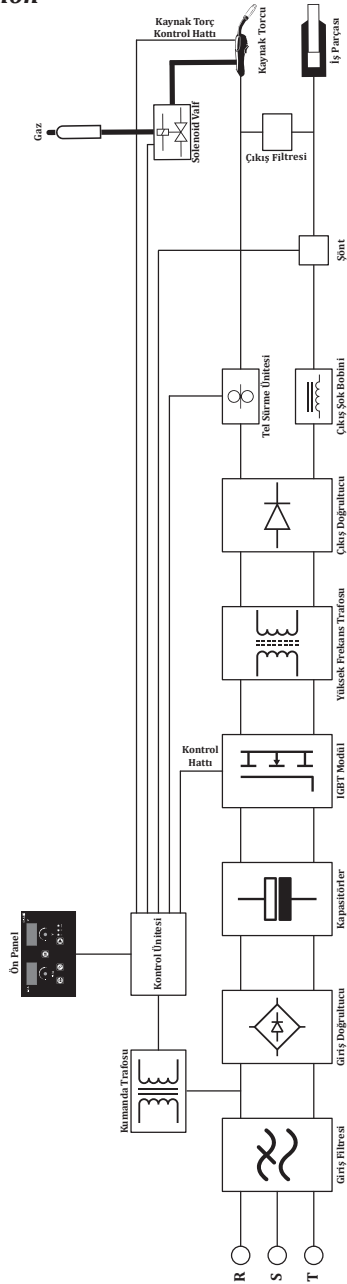 Kaynak Torç
Kontrol Hattı
Kaynak Torcu
İş Parçası
Gaz
Solenoid Valf
Çıkış Filtresi
Şönt
Tel Sürme Ünitesi
Çıkış Şok Bobini
Çıkış Doğrultucu
Yüksek Frekans Trafosu
Kontrol
Hattı
IGBT Modül
Ön Panel
Kontrol Ünitesi
Kapasitörler
Kumanda Trafosu
Giriş Doğrultucu
Giriş Filtresi
R
S
T